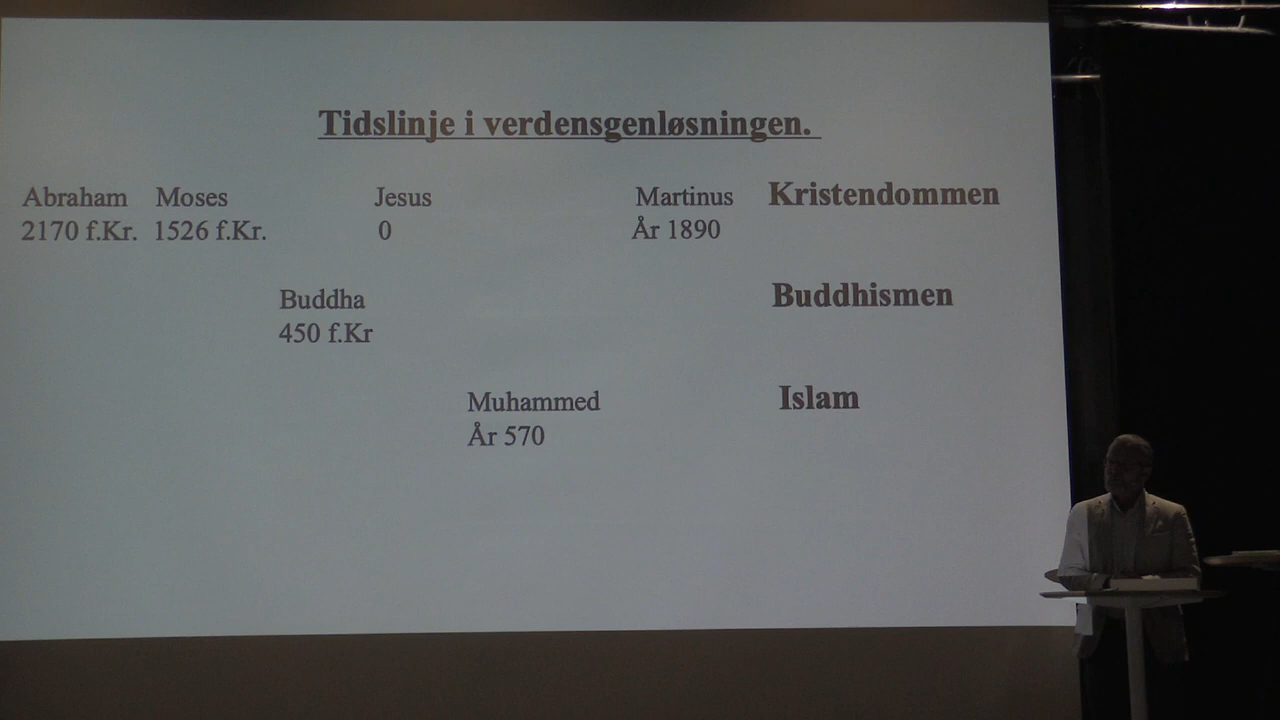 Tidslinje i verdensgenløsningen.
Abraham Moses Jesus Martinus Kristendommen
2170 f.Kr. 1526 f.Kr. 0 År 1890
Buddha Buddhismen
450 f.Kr
Muhammed Islam
År 570